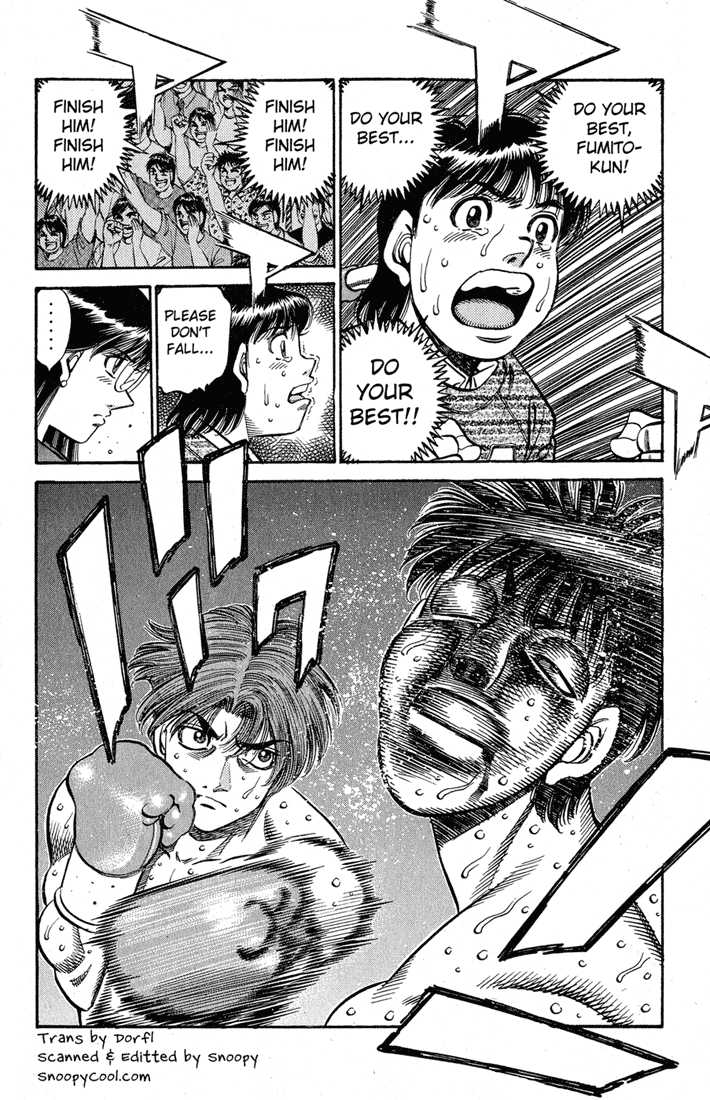 DO YOUR
BEST,
FUMITO-
KUN!
DO YOUR
BEST...
DO
YOUR
BEST!!
FINISH
HIM!
FINISH
HIM!
FINISH
HIM!
FINISH
HIM!
PLEASE
DON'T
FALL...
......
Trans by Dorfl
Scanned & Editted by Snoopy
SnoopyCool.com